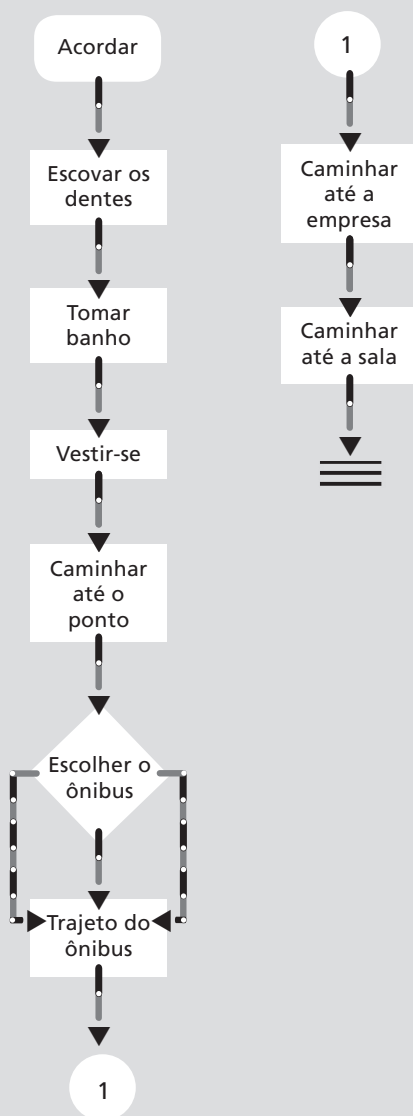 Acordar
Escovar os
dentes
Tomar
banho
Vestir-se
Caminhar
até o
ponto
Escolher o
ônibus
Trajeto do
ônibus
1
1
Caminhar
até a
empresa
Caminhar
até a sala